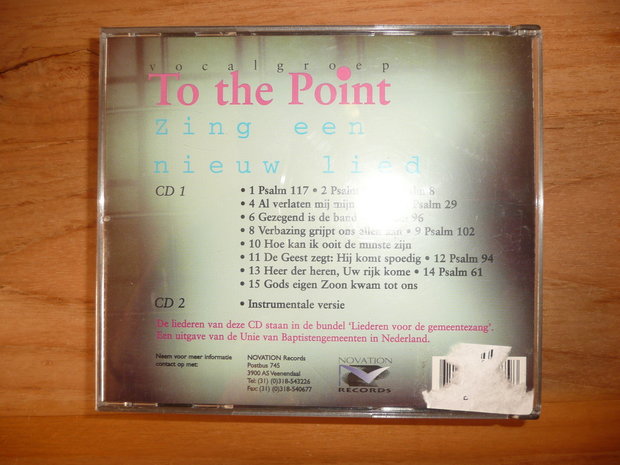 vocalgroep
To the Point
Zing een
nieuw lied
CD 1
• 1 Psalm 117 • 2 Psalm 8
• 4 Al verlaten mij mijn Psalm 29
• 6 Gezegend is de band 96
• 8 Verbazing grijpt ons allen aan • 9 Psalm 102
• 10 Hoe kan ik ooit de minste zijn
• 11 De Geest zegt: Hij komt spoedig • 12 Psalm 94
• 13 Heer der heren, Uw rijk kome • 14 Psalm 61
• 15 Gods eigen Zoon kwam tot ons
CD 2 • Instrumentale versie
De liederen van deze CD staan in de bundel 'Liederen voor de gemeentezang'.
Een uitgave van de Unie van Baptistengemeenten in Nederland.
Neem voor meer informatie
contact op met:
NOVATION Records
Postbus 745
3900 AS Veenendaal
Tel: (31) (0)318-543226
Fax: (31) (0)318-540677
NOVATION
RECORDS